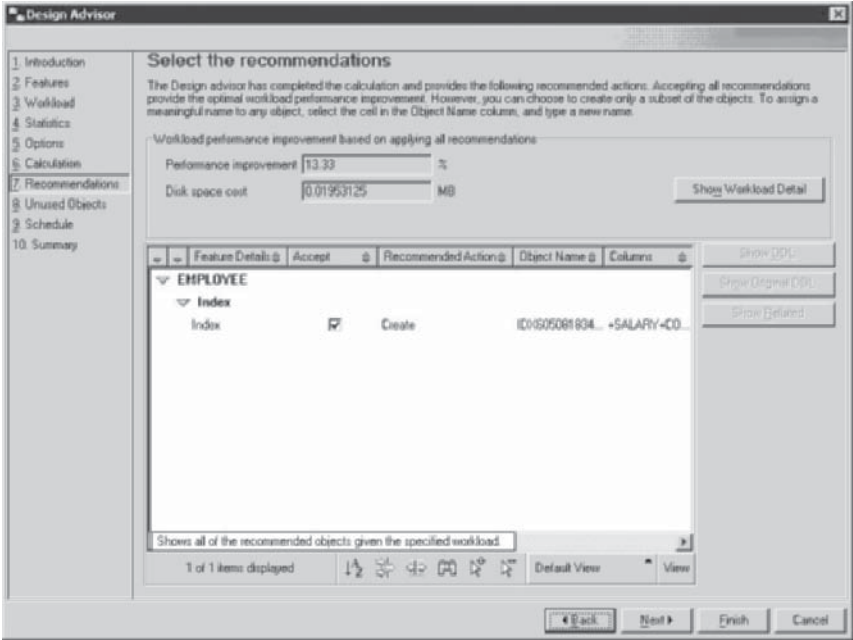 Design Advisor
1. Introduction
2. Features
3. Workload
4. Statistics
5. Options
6. Calculation
7. Recommendations
8. Unused Objects
9. Schedule
10. Summary
Select the recommendations
The Design advisor has completed the calculation and provides the following recommended actions. Accepting all recommendations
provide the optimal workload performance improvement. However, you can choose to create only a subset of the objects. To assign a
meaningful name to any object, select the cell in the Object Name column, and type a new name.
Workload performance improvement based on applying all recommendations
Performance improvement 13.33 %
Disk space cost 0.01953125 MB
Show Workload Detail
Feature Details Accept Recommended Action Object Name Columns
EMPLOYEE
Index
Index Create IDX605081834... +SALARY+CO...
Show DDL
Show Original DDL
Show Related
Shows all of the recommended objects given the specified workload.
1 of 1 items displayed Default View View
Back Next Finish Cancel